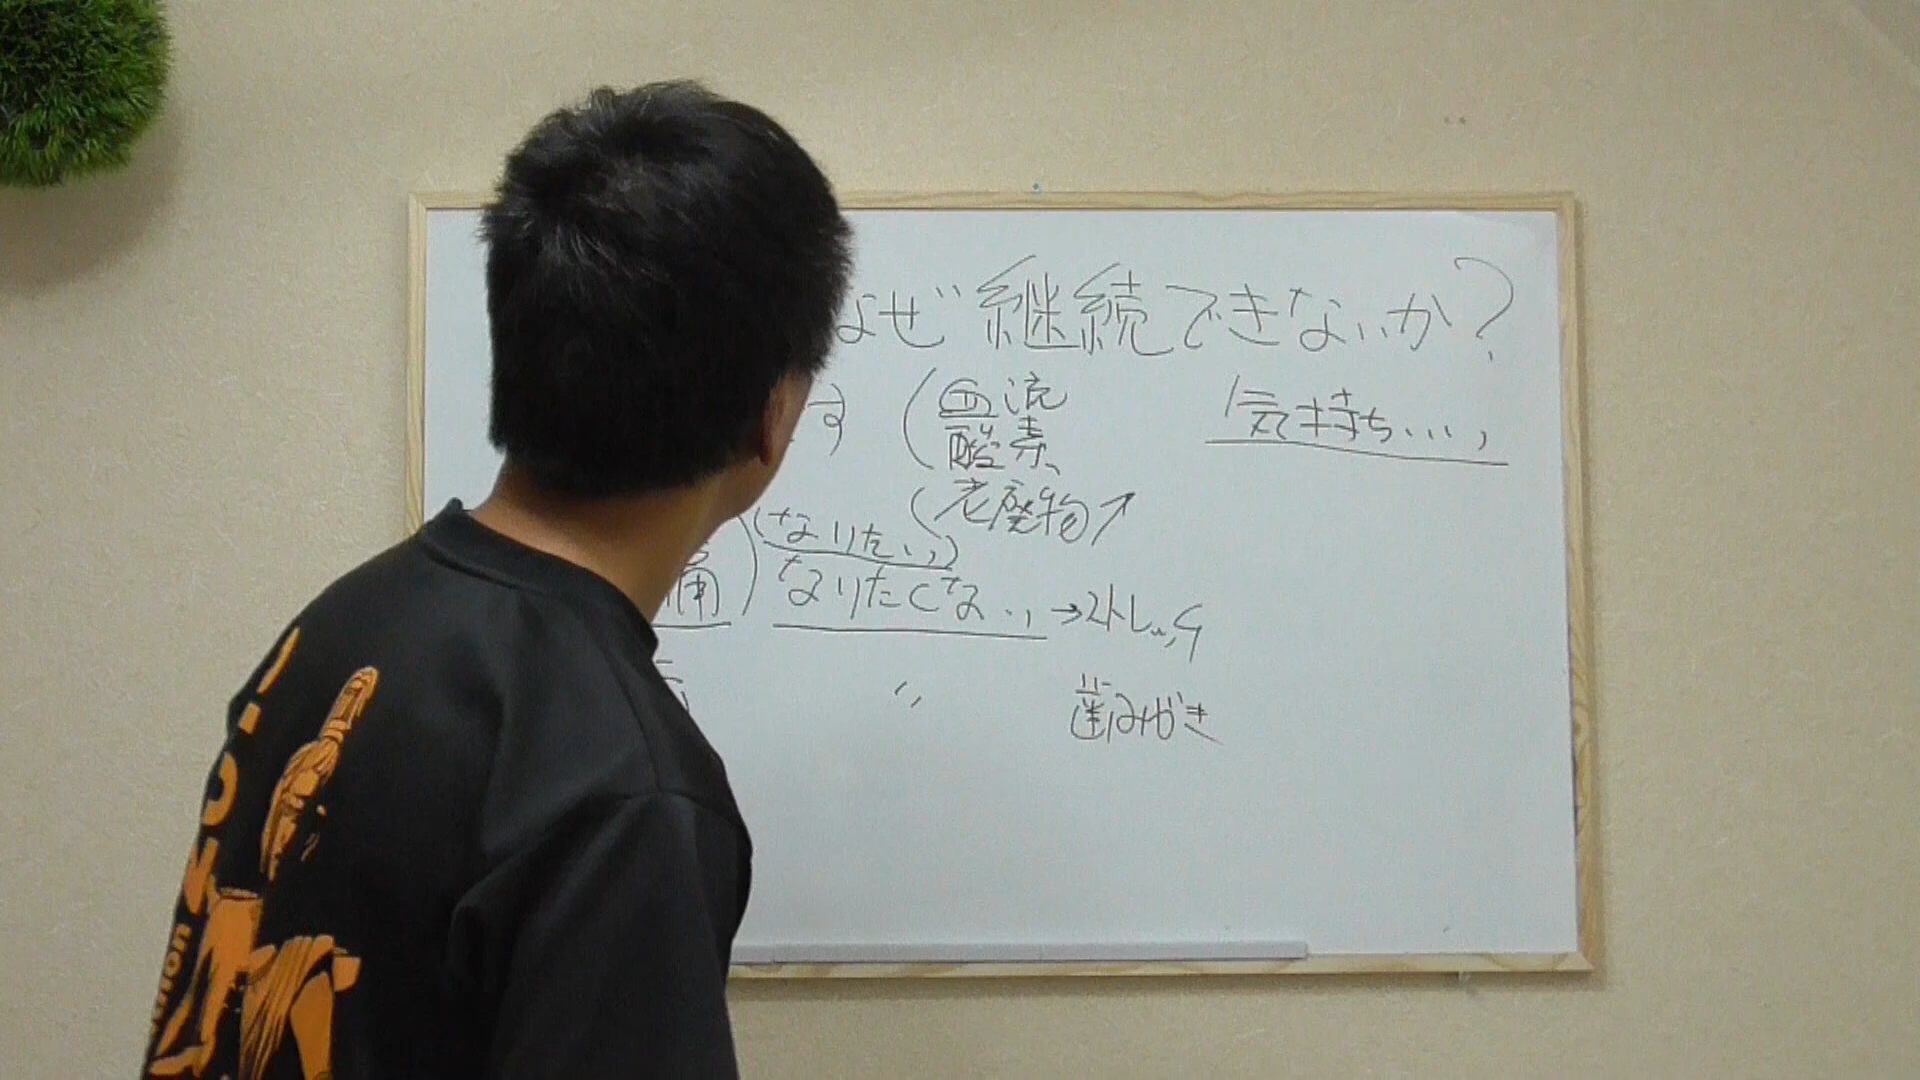 なぜ継続できないか?
す (血流
酸素
気持ち...,
(老廃物↗
(なりたい)
痛) なりたくない →ストレッチ
〃 歯みがき